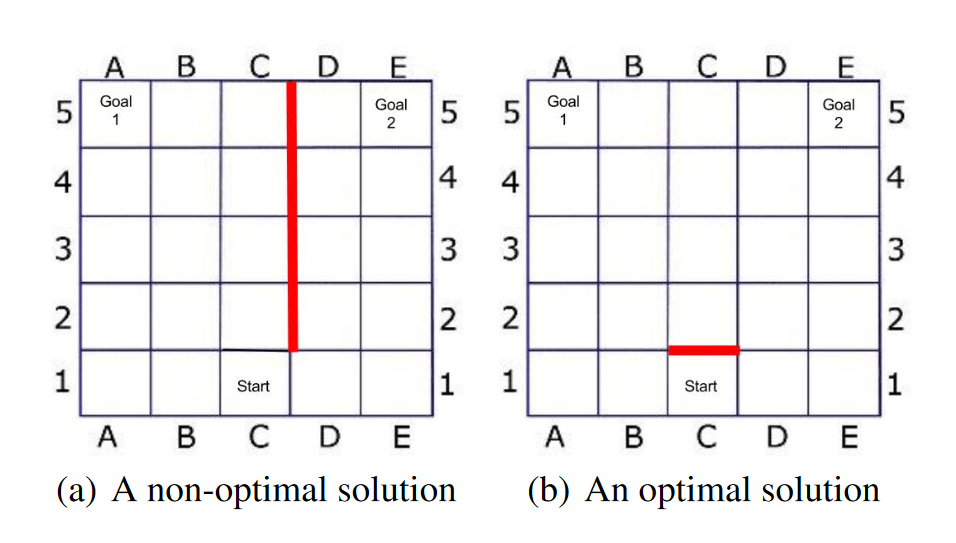 A B C D E
5 Goal 1 Goal 2 5
4 4
3 3
2 2
1 Start 1
A B C D E
(a) A non-optimal solution
A B C D E
5 Goal 1 Goal 2 5
4 4
3 3
2 2
1 Start 1
A B C D E
(b) An optimal solution